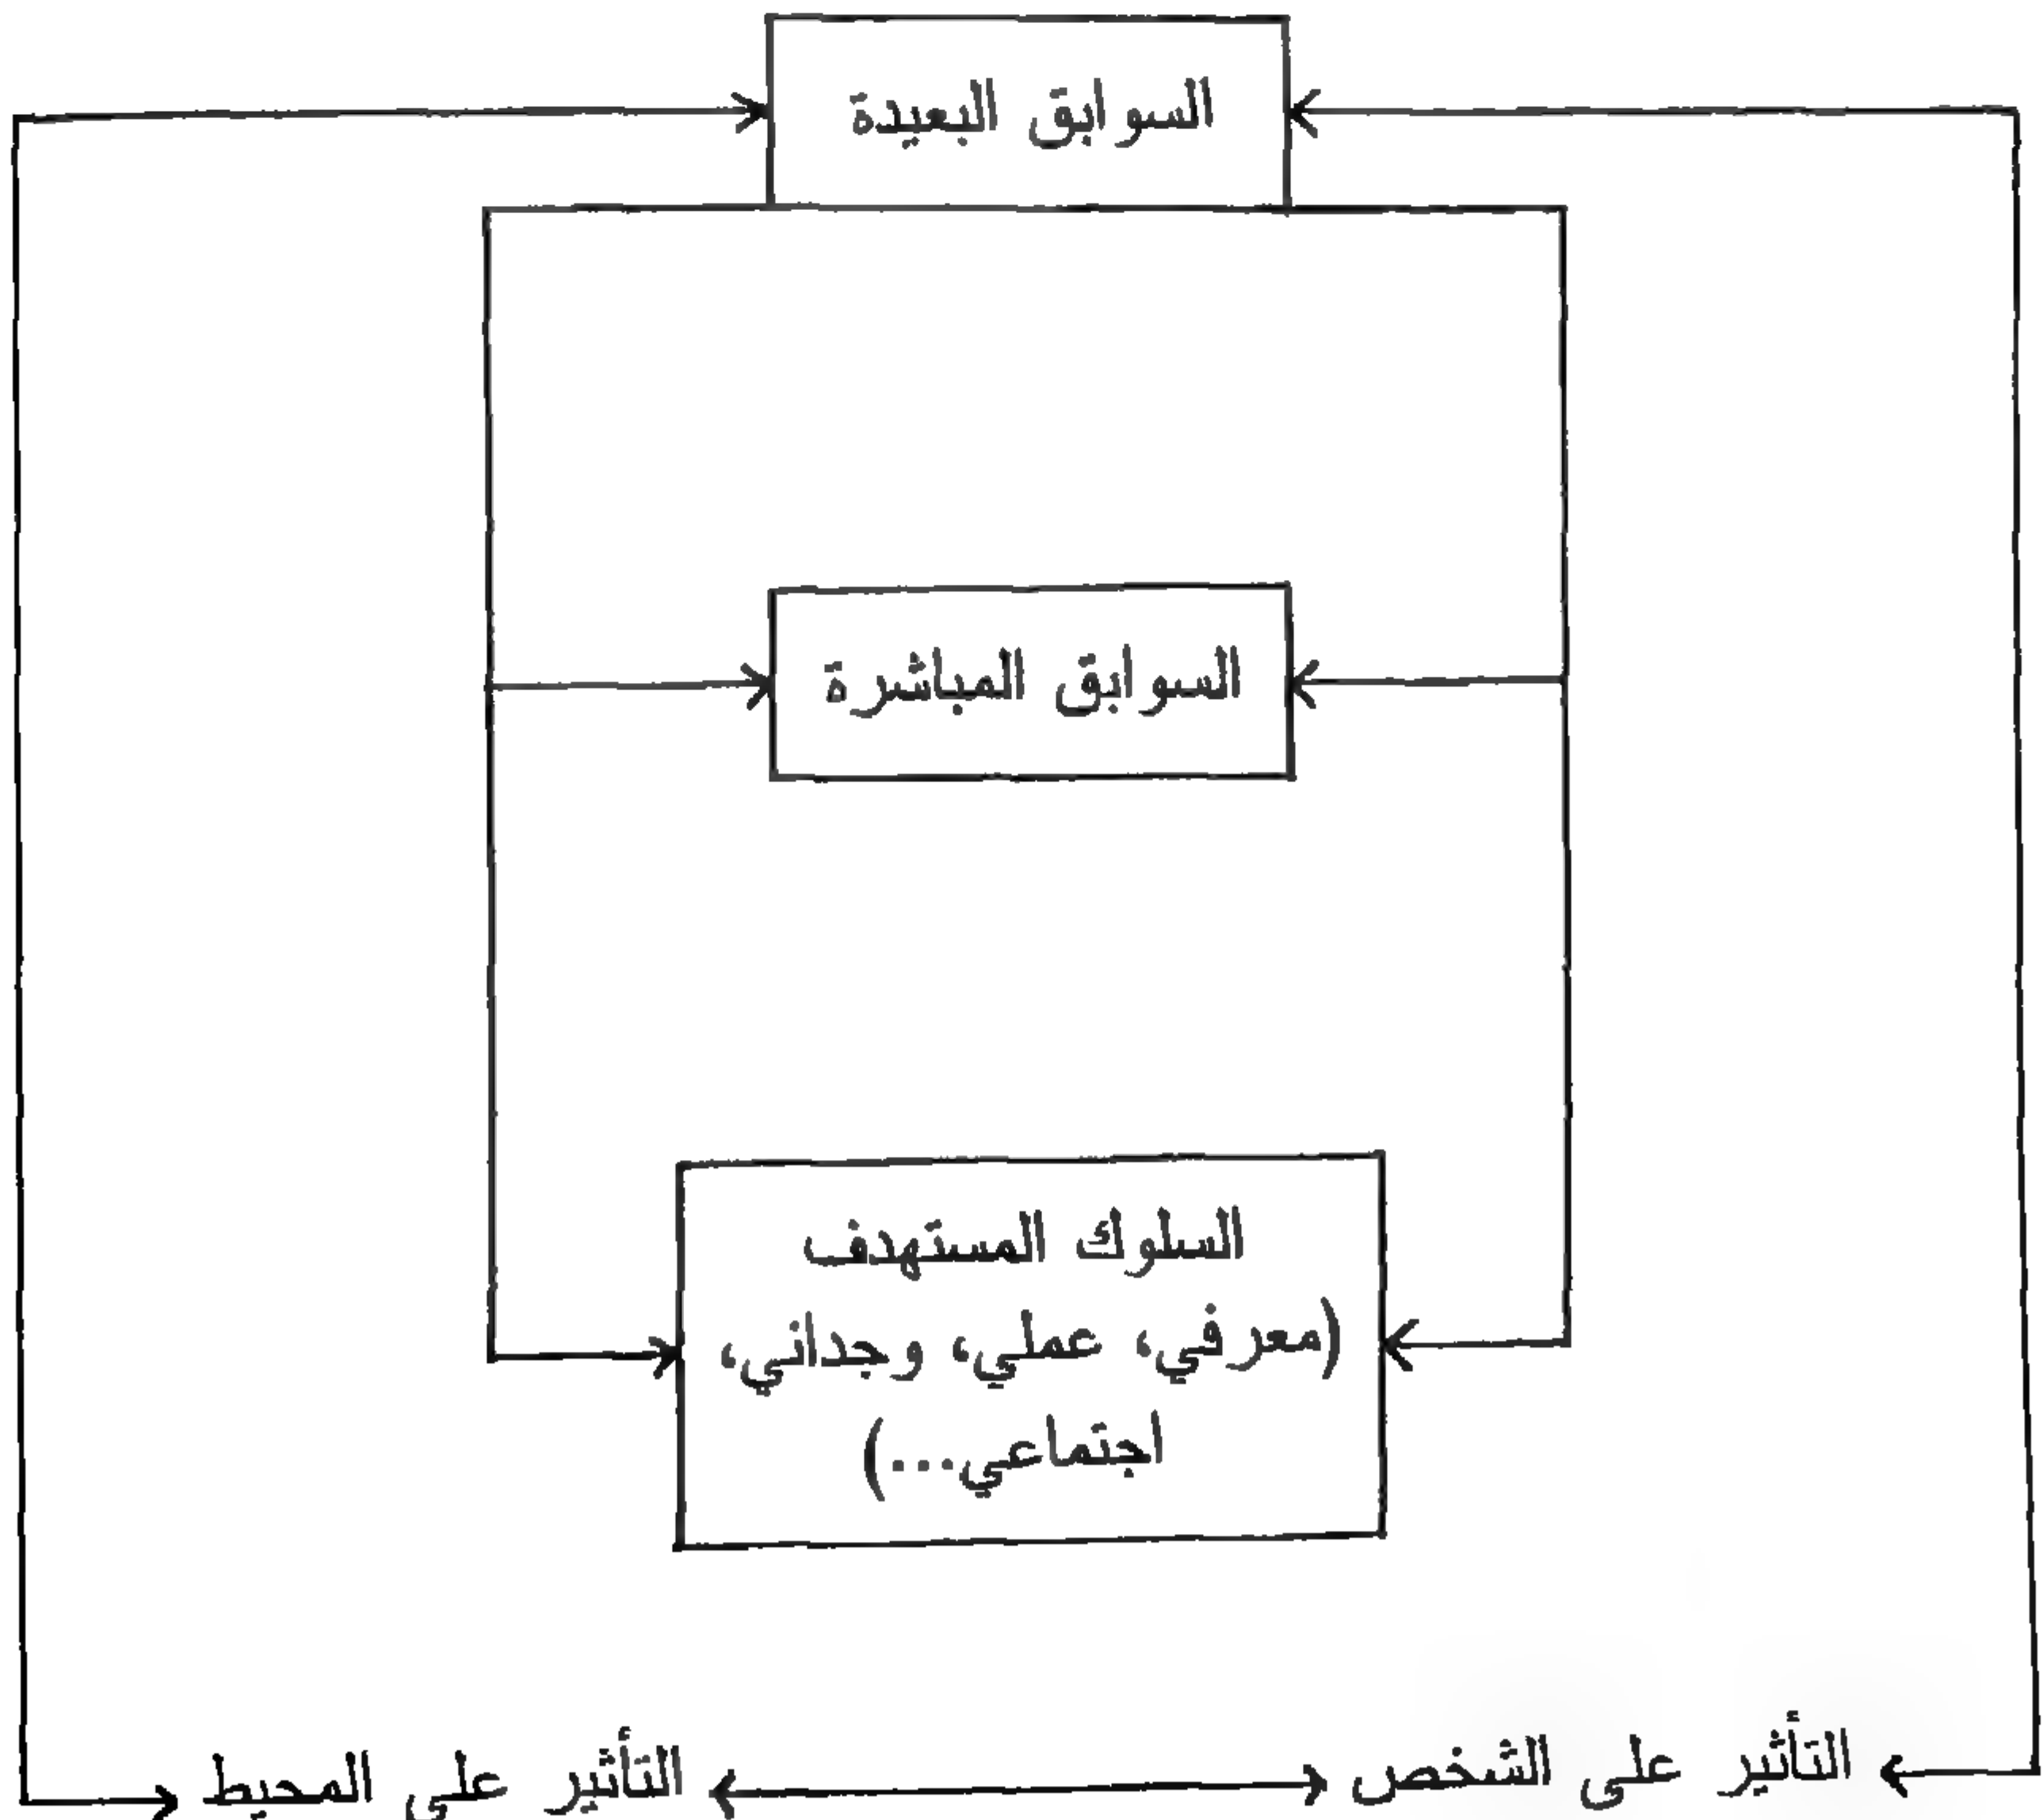 السوابق البعيدة
السوابق المباشرة
السلوك المستهدف
(معرفي، عملي، وجداني،
اجتماعي...)
التأثير على الشخص
التأثير على المحيط